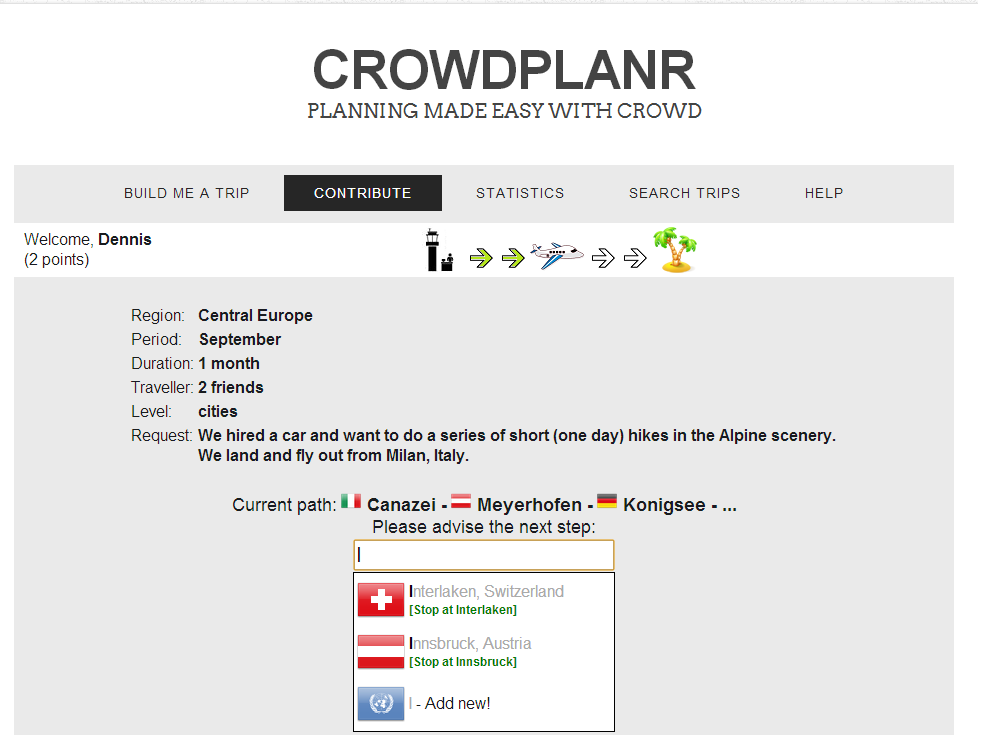 CROWDPLANR
PLANNING MADE EASY WITH CROWD
BUILD ME A TRIP CONTRIBUTE STATISTICS SEARCH TRIPS HELP
Welcome, Dennis
(2 points)
Region: Central Europe
Period: September
Duration: 1 month
Traveller: 2 friends
Level: cities
Request: We hired a car and want to do a series of short (one day) hikes in the Alpine scenery.
We land and fly out from Milan, Italy.
Current path: Canazei - Meyerhofen - Konigsee - ...
Please advise the next step:
Interlaken, Switzerland
[Stop at Interlaken]
Innsbruck, Austria
[Stop at Innsbruck]
I - Add new!